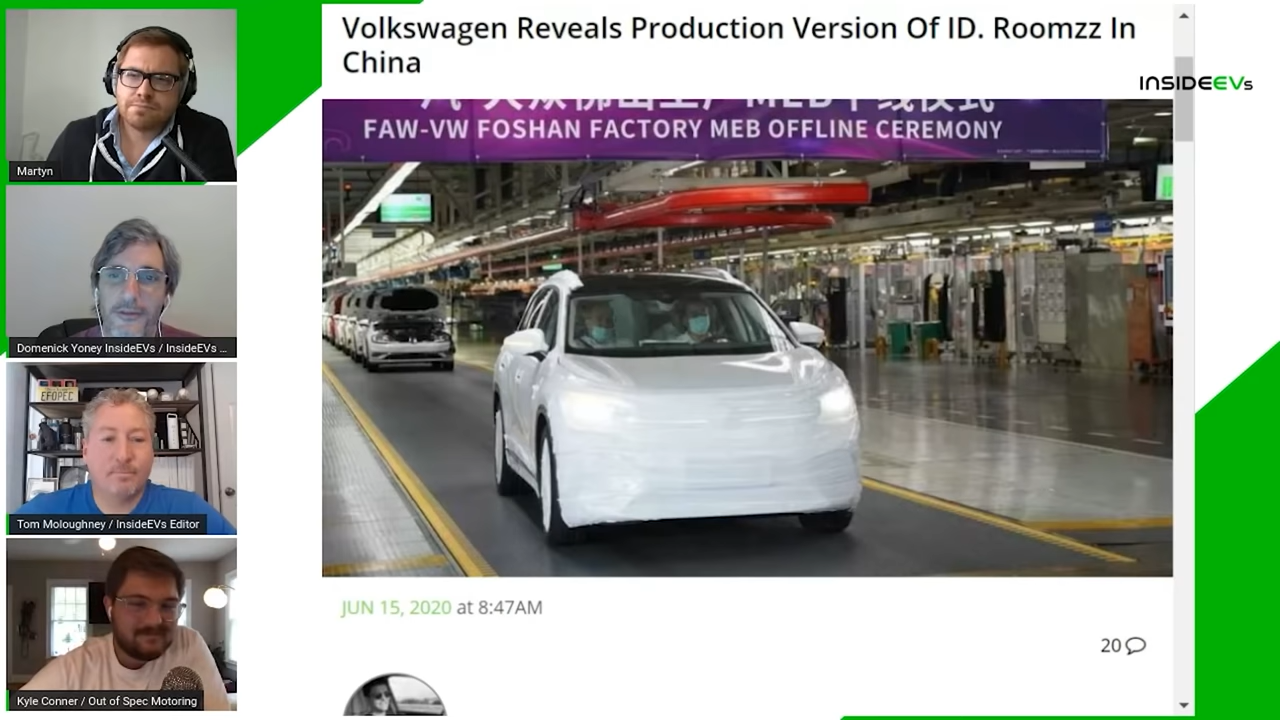 Volkswagen Reveals Production Version Of ID. Roomzz In
China
INSIDEEVs
FAW-VW FOSHAN FACTORY MEB OFFLINE CEREMONY
Martyn
Domenick Yoney InsideEVs / InsideEVs ...
EFOPEC
Tom Moloughney / InsideEVs Editor
Kyle Conner / Out of Spec Motoring
JUN 15, 2020 at 8:47AM
20